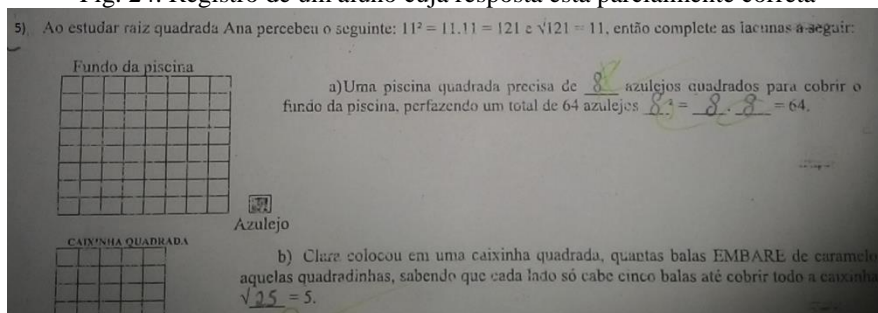 Fig. 24: Registro de um aluno cuja resposta está parcialmente correta
5) Ao estudar raiz quadrada Ana percebeu o seguinte: 11² = 11.11 = 121 e √121 = 11, então complete as lacunas a seguir:
Fundo da piscina
a)Uma piscina quadrada precisa de 8 azulejos quadrados para cobrir o
fundo da piscina, perfazendo um total de 64 azulejos 8² = 8 . 8 = 64.
Azulejo
CAIXINHA QUADRADA
b) Clara colocou em uma caixinha quadrada, quantas balas EMBARE de caramelo
aquelas quadradinhas, sabendo que cada lado só cabe cinco balas até cobrir todo a caixinha
√25 = 5.